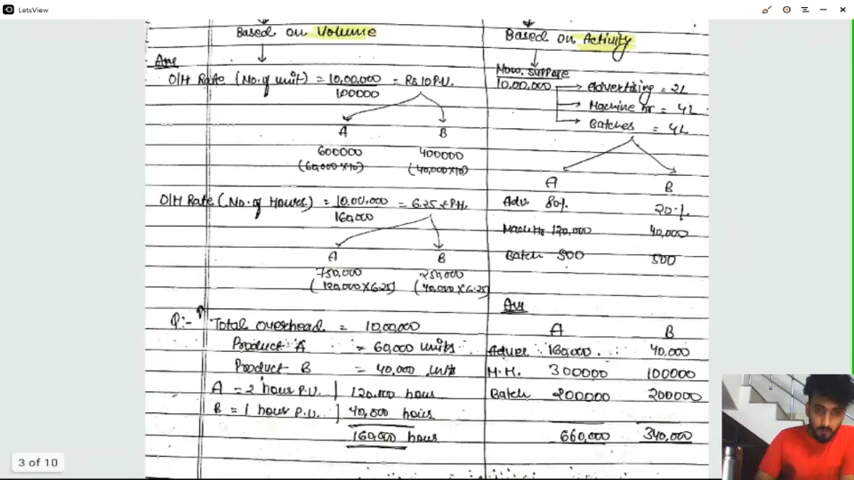 LetsView
Based on Volume
Ans
O/H Rate (No. of unit) = 10,00,000 = Rs 10 P.U.
100000
A B
600000 400000
(60,000 x 10) (40,000 x 10)
O/H Rate (No. of Hours) = 10,00,000 = 6.25 ₹ P.H.
160,000
A B
750,000 250,000
(120,000 x 6.25) (40,000 x 6.25)
Q:- Total overhead = 10,00,000
Product A = 60,000 units
Product B = 40,000 units
A = 2 hour P.U. | 120,000 hour
B = 1 hour P.U. | 40,000 hours
160,000 hours
Based on Activity
Now, suppose
10,00,000 → Advertising = 2L
→ Machine hr = 4L
→ Batches = 4L
A B
Adv. 80% 20%
Mach Hr 120,000 40,000
Batch 500 500
Ans
A B
Adver 160,000 40,000
M.H. 300000 100000
Batch 200000 200000
660,000 340,000
3 of 10